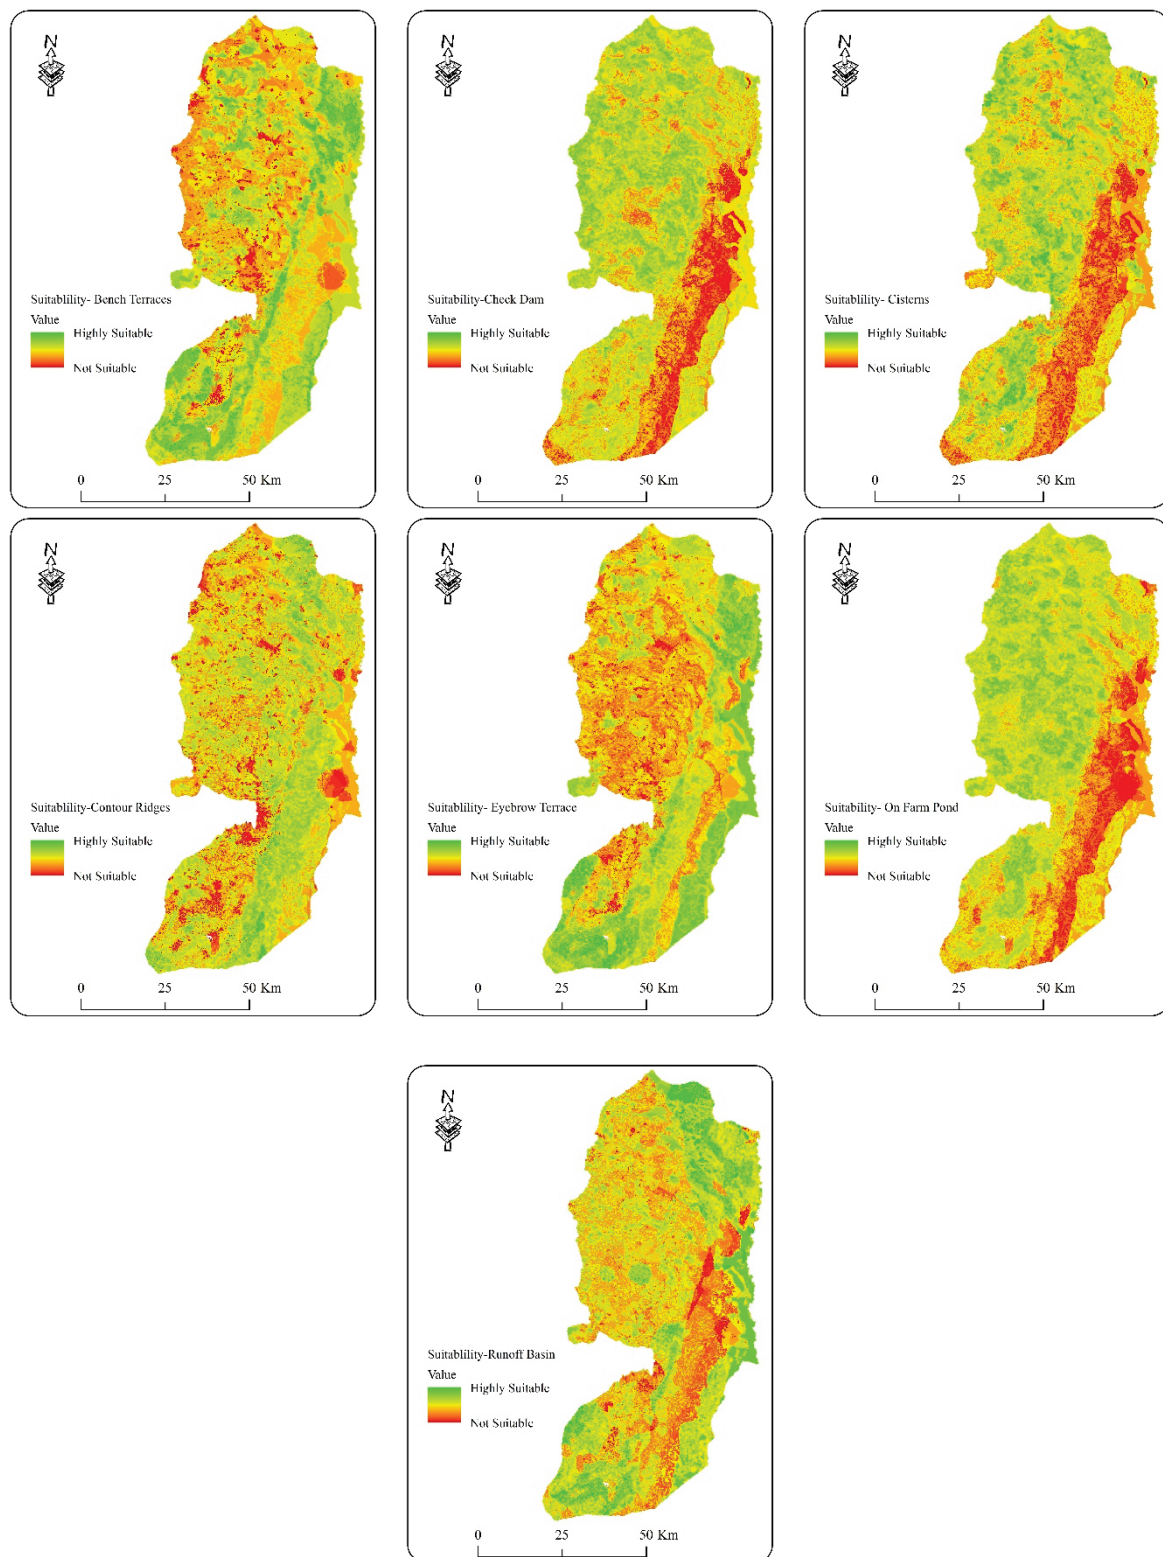 N
Suitablility- Bench Terraces
Value
Highly Suitable
Not Suitable
0 25 50 Km
N
Suitablility-Check Dam
Value
Highly Suitable
Not Suitable
0 25 50 Km
N
Suitablility- Cisterns
Value
Highly Suitable
Not Suitable
0 25 50 Km
N
Suitablility-Contour Ridges
Value
Highly Suitable
Not Suitable
0 25 50 Km
N
Suitablility- Eyebrow Terrace
Value
Highly Suitable
Not Suitable
0 25 50 Km
N
Suitability- On Farm Pond
Value
Highly Suitable
Not Suitable
0 25 50 Km
N
Suitablility-Runoff Basin
Value
Highly Suitable
Not Suitable
0 25 50 Km